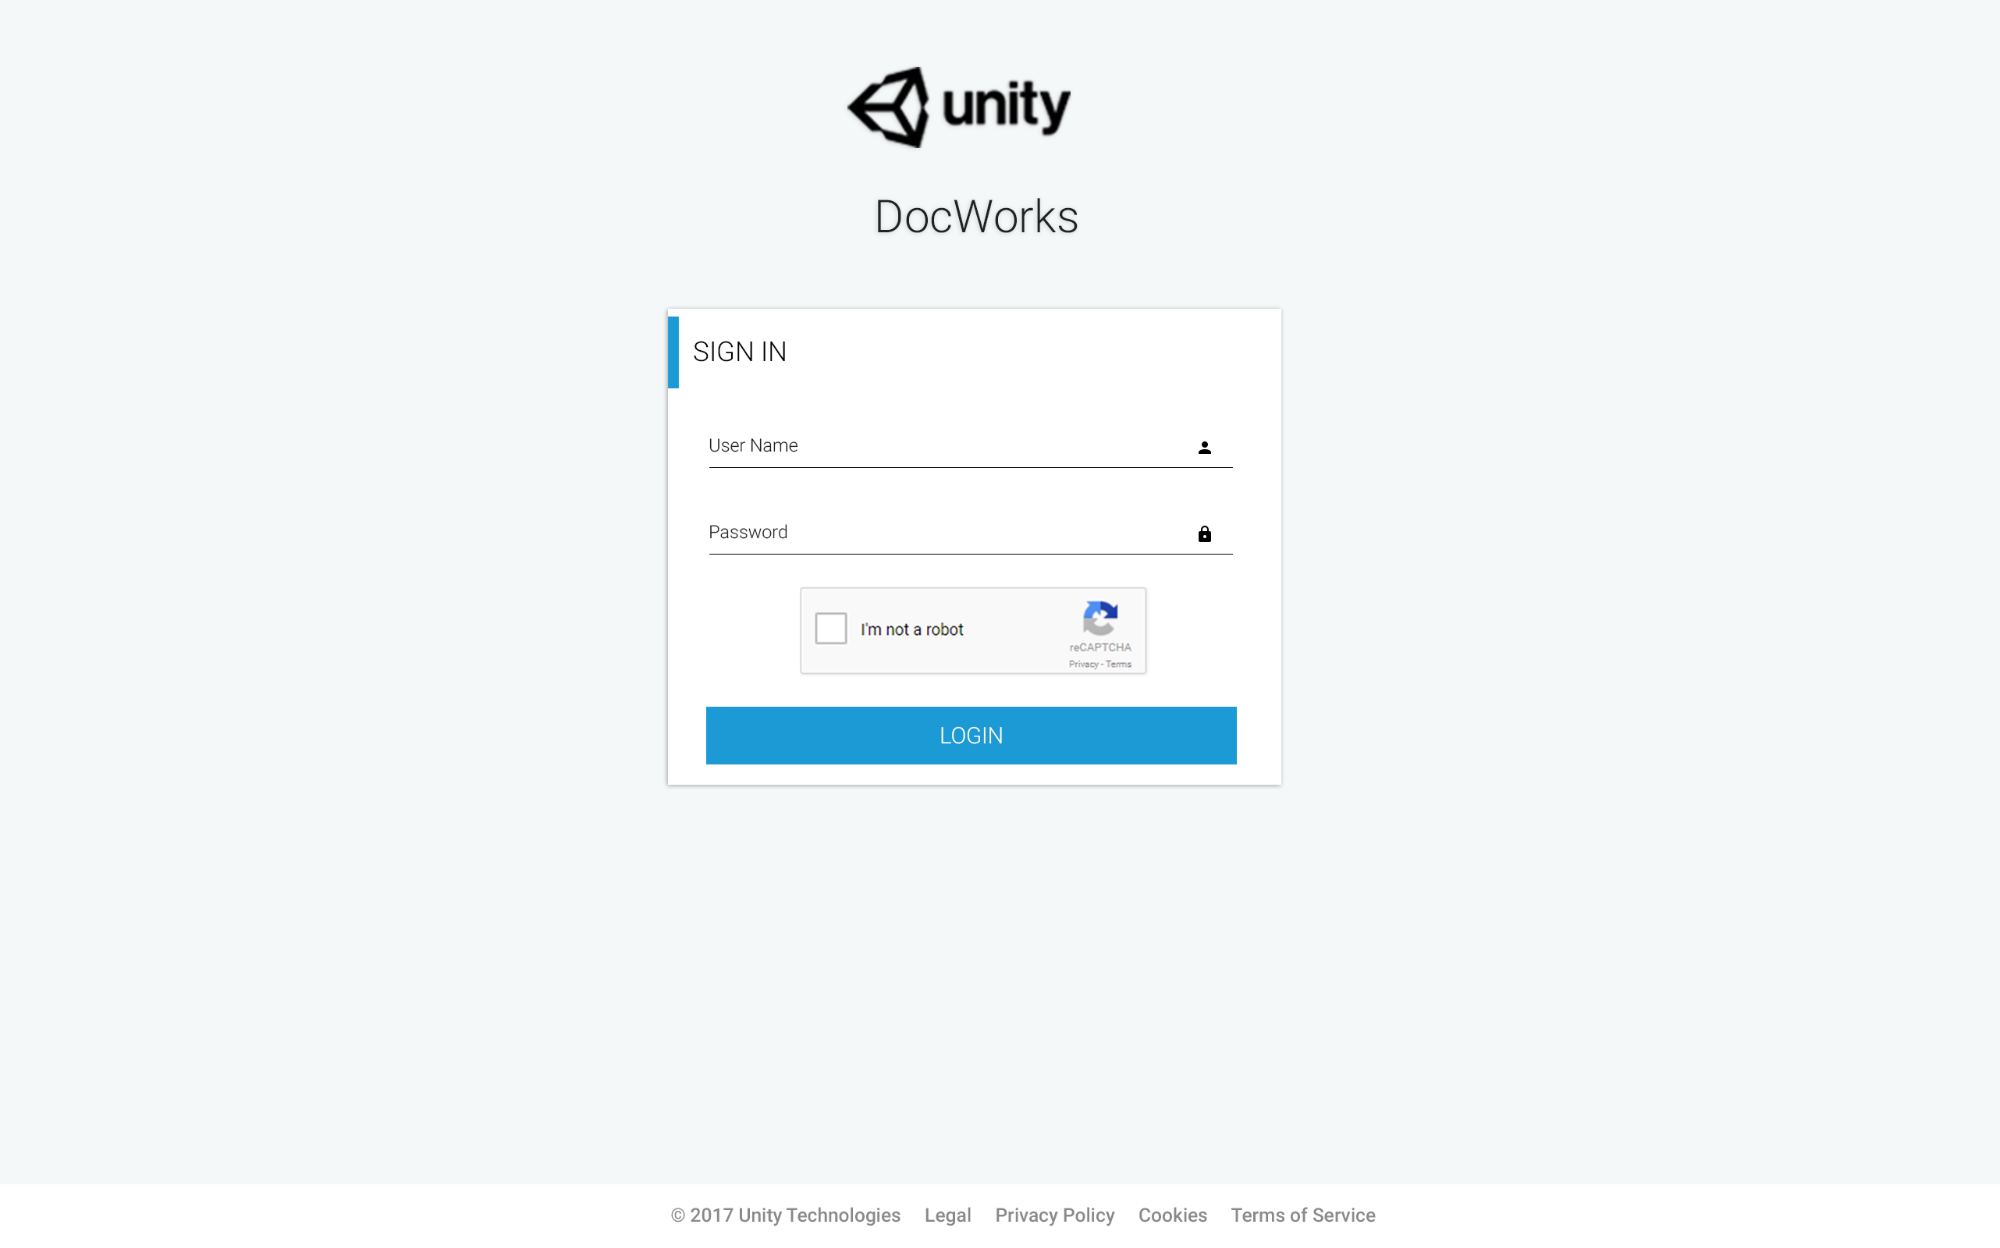 unity
DocWorks
SIGN IN
User Name
Password
I'm not a robot
reCAPTCHA
Privacy - Terms
LOGIN
© 2017 Unity Technologies Legal Privacy Policy Cookies Terms of Service